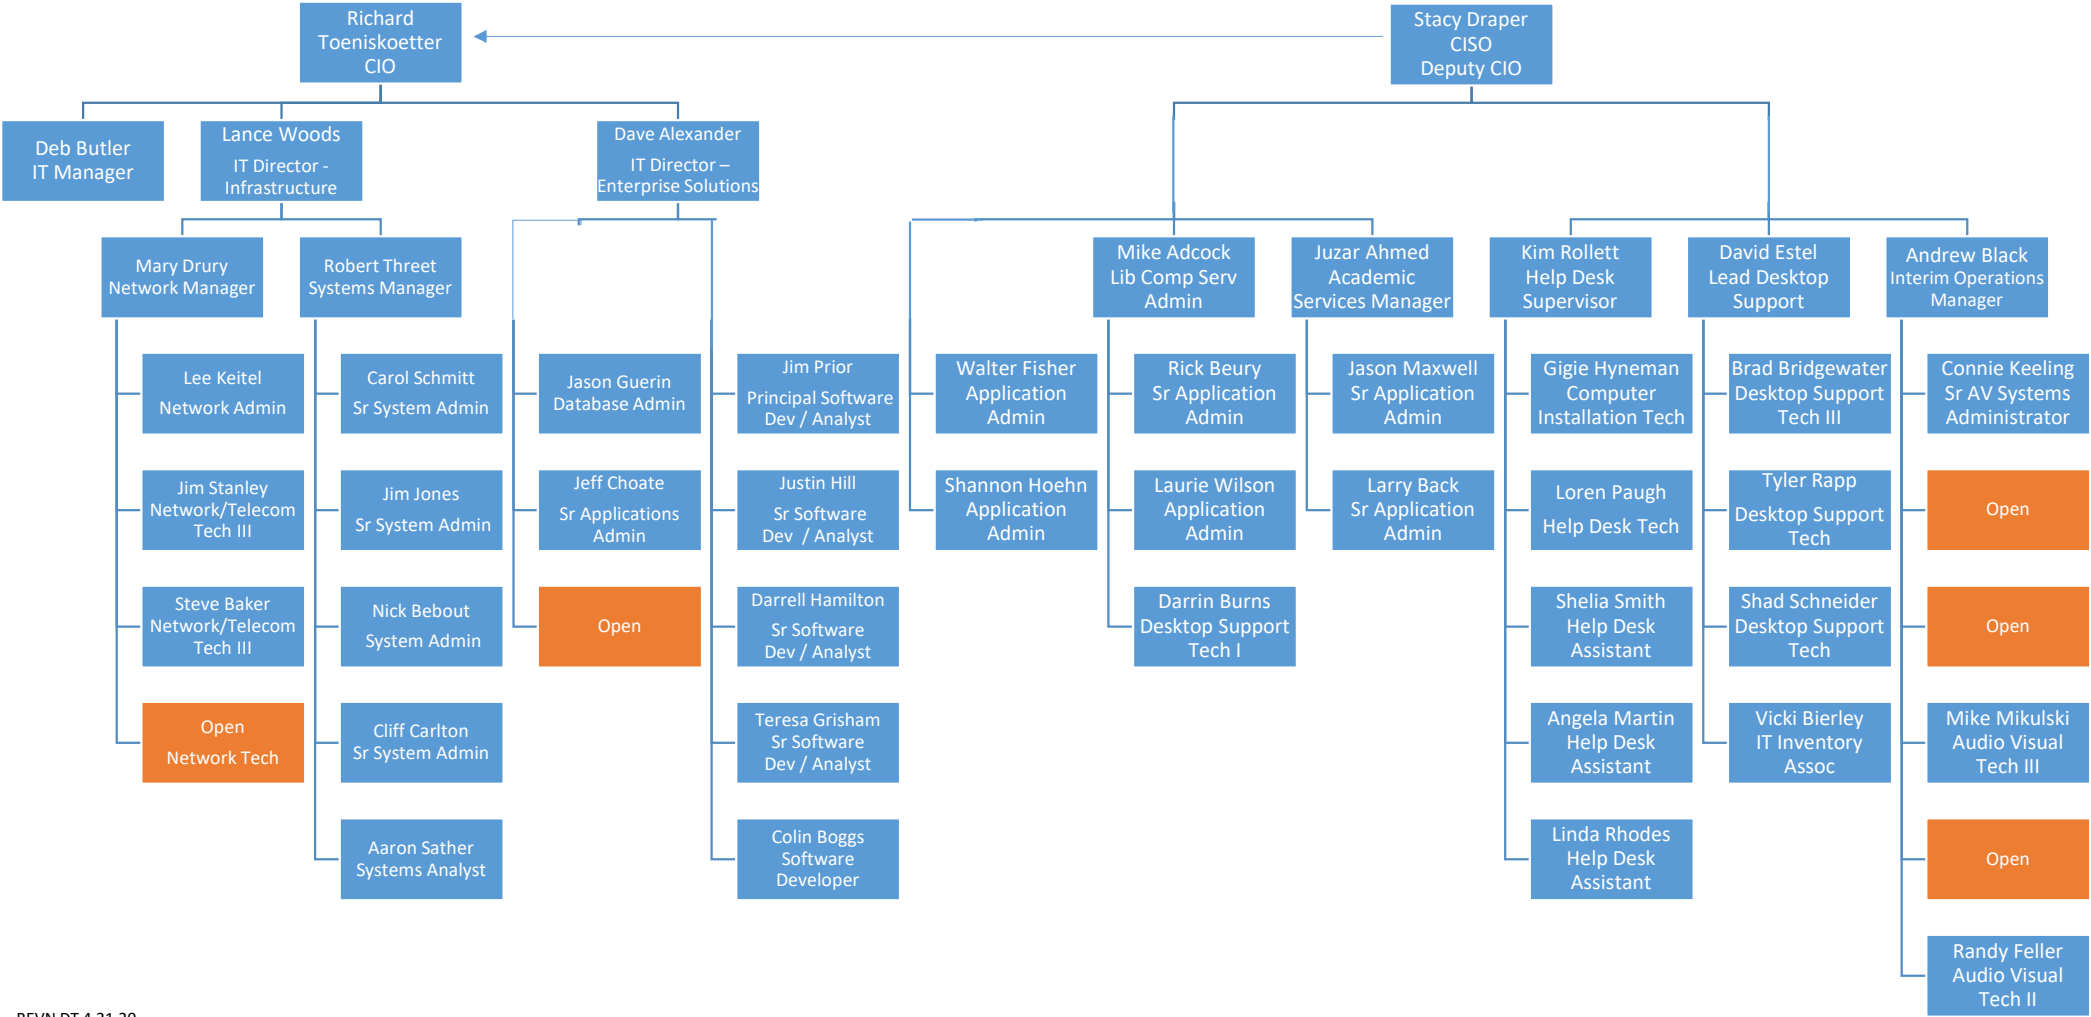 Richard
Toeniskoetter
CIO
Stacy Draper
CISO
Deputy CIO
Deb Butler
IT Manager
Lance Woods
IT Director -
Infrastructure
Dave Alexander
IT Director –
Enterprise Solutions
Mary Drury
Network Manager
Robert Threet
Systems Manager
Mike Adcock
Lib Comp Serv
Admin
Juzar Ahmed
Academic
Services Manager
Kim Rollett
Help Desk
Supervisor
David Estel
Lead Desktop
Support
Andrew Black
Interim Operations
Manager
Lee Keitel
Network Admin
Carol Schmitt
Sr System Admin
Jason Guerin
Database Admin
Jim Prior
Principal Software
Dev / Analyst
Walter Fisher
Application
Admin
Rick Beury
Sr Application
Admin
Jason Maxwell
Sr Application
Admin
Gigie Hyneman
Computer
Installation Tech
Brad Bridgewater
Desktop Support
Tech III
Connie Keeling
Sr AV Systems
Administrator
Jim Stanley
Network/Telecom
Tech III
Jim Jones
Sr System Admin
Jeff Choate
Sr Applications
Admin
Justin Hill
Sr Software
Dev / Analyst
Shannon Hoehn
Application
Admin
Laurie Wilson
Application
Admin
Larry Back
Sr Application
Admin
Loren Paugh
Help Desk Tech
Tyler Rapp
Desktop Support
Tech
Open
Steve Baker
Network/Telecom
Tech III
Nick Bebout
System Admin
Open
Darrell Hamilton
Sr Software
Dev / Analyst
Darrin Burns
Desktop Support
Tech I
Shelia Smith
Help Desk
Assistant
Shad Schneider
Desktop Support
Tech
Open
Open
Network Tech
Cliff Carlton
Sr System Admin
Teresa Grisham
Sr Software
Dev / Analyst
Angela Martin
Help Desk
Assistant
Vicki Bierley
IT Inventory
Assoc
Mike Mikulski
Audio Visual
Tech III
Aaron Sather
Systems Analyst
Colin Boggs
Software
Developer
Linda Rhodes
Help Desk
Assistant
Open
Randy Feller
Audio Visual
Tech II
REVN DT 4.21.20